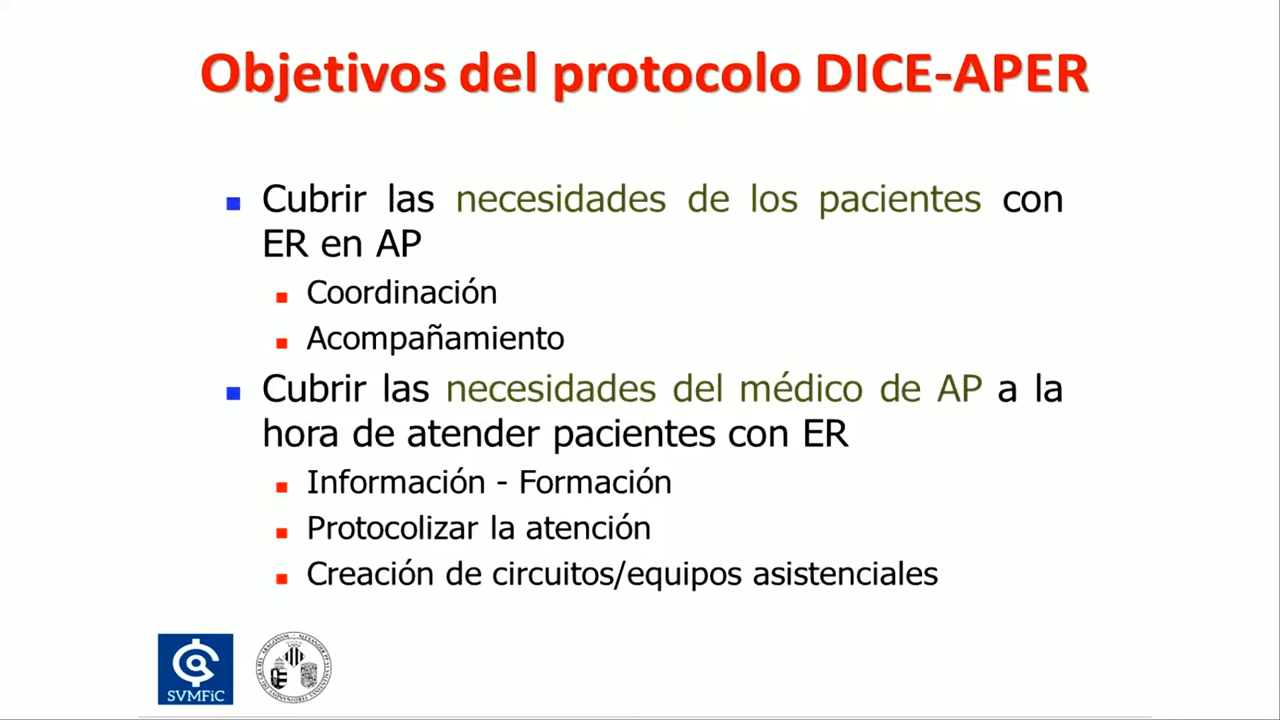 Objetivos del protocolo DICE-APER
Cubrir las necesidades de los pacientes con
ER en AP
Coordinación
Acompañamiento
Cubrir las necesidades del médico de AP a la
hora de atender pacientes con ER
Información - Formación
Protocolizar la atención
Creación de circuitos/equipos asistenciales
SVMFiC